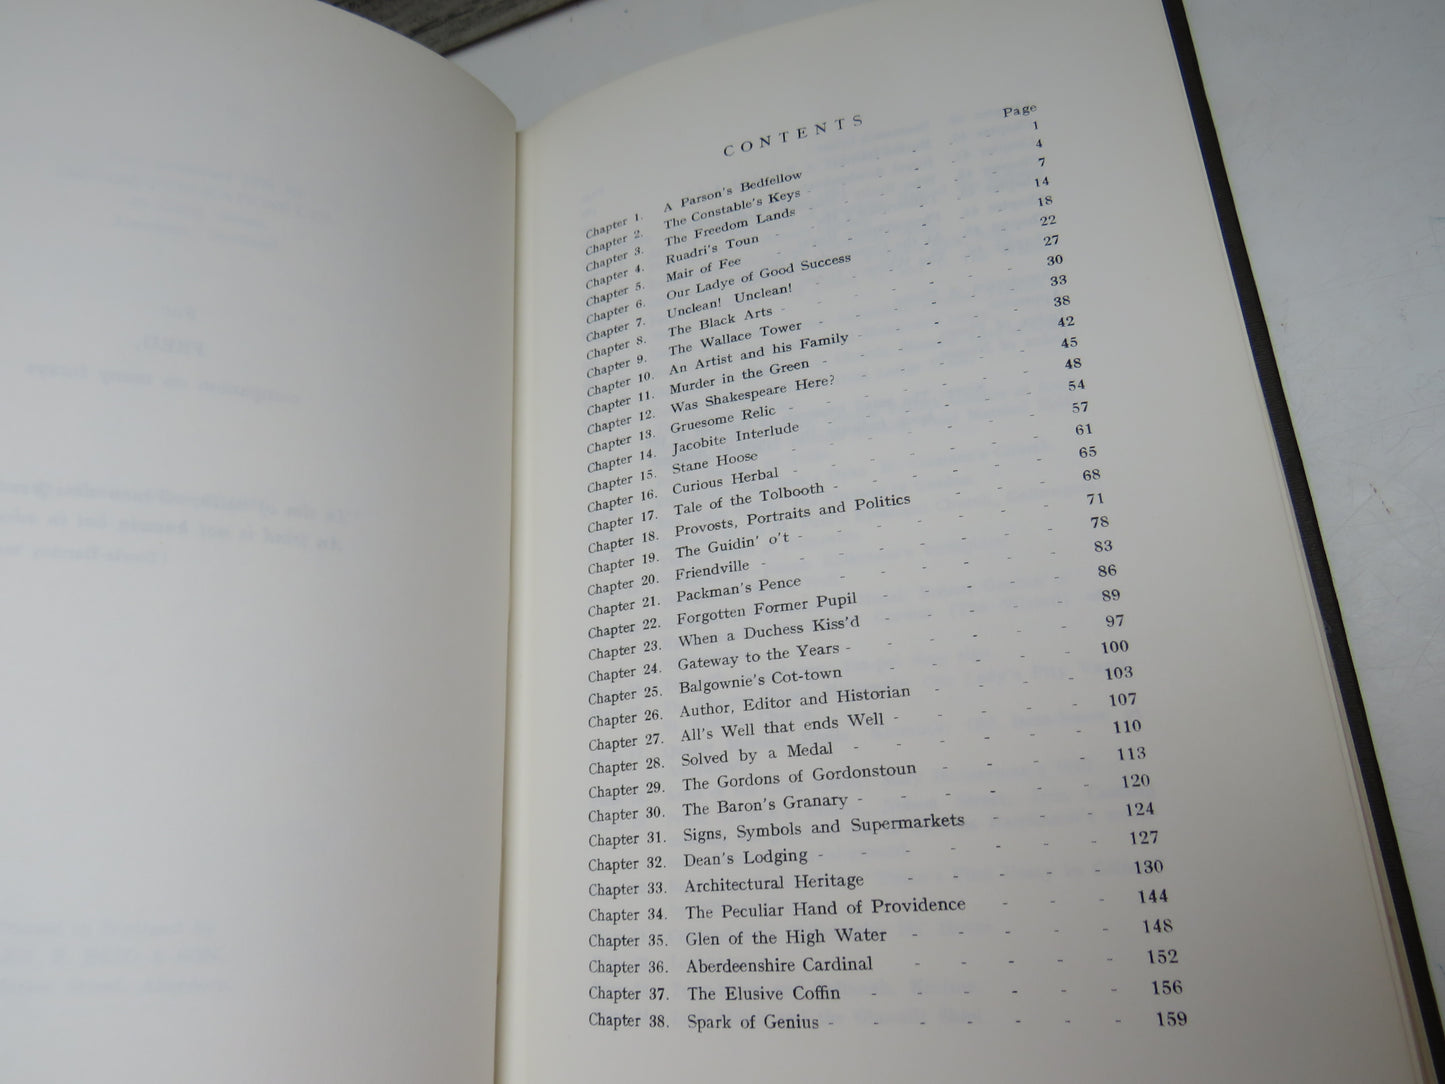 CONTENTS
Page
Chapter 1. A Parson's Bedfellow 1
Chapter 2. The Constable's Keys - 4
Chapter 3. The Freedom Lands - 7
Chapter 4. Ruadri's Toun - 14
Chapter 5. Mair of Fee - 18
Chapter 6. Our Ladye of Good Success - 22
Chapter 7. Unclean! Unclean! - 27
Chapter 8. The Black Arts - 30
Chapter 9. The Wallace Tower - 33
Chapter 10. An Artist and his Family - 38
Chapter 11. Murder in the Green - 42
Chapter 12. Was Shakespeare Here? - 45
Chapter 13. Gruesome Relic - 48
Chapter 14. Jacobite Interlude - 54
Chapter 15. Stane Hoose - 57
Chapter 16. Curious Herbal - 61
Chapter 17. Tale of the Tolbooth - 65
Chapter 18. Provosts, Portraits and Politics - 68
Chapter 19. The Guidin' o't - 71
Chapter 20. Friendville - 78
Chapter 21. Packman's Pence - 83
Chapter 22. Forgotten Former Pupil - 86
Chapter 23. When a Duchess Kiss'd - 89
Chapter 24. Gateway to the Years - 97
Chapter 25. Balgownie's Cot-town - 100
Chapter 26. Author, Editor and Historian - 103
Chapter 27. All's Well that ends Well - 107
Chapter 28. Solved by a Medal - 110
Chapter 29. The Gordons of Gordonstoun - 113
Chapter 30. The Baron's Granary - 120
Chapter 31. Signs, Symbols and Supermarkets - 124
Chapter 32. Dean's Lodging - 127
Chapter 33. Architectural Heritage - 130
Chapter 34. The Peculiar Hand of Providence - 144
Chapter 35. Glen of the High Water - 148
Chapter 36. Aberdeenshire Cardinal - 152
Chapter 37. The Elusive Coffin - 156
Chapter 38. Spark of Genius - 159